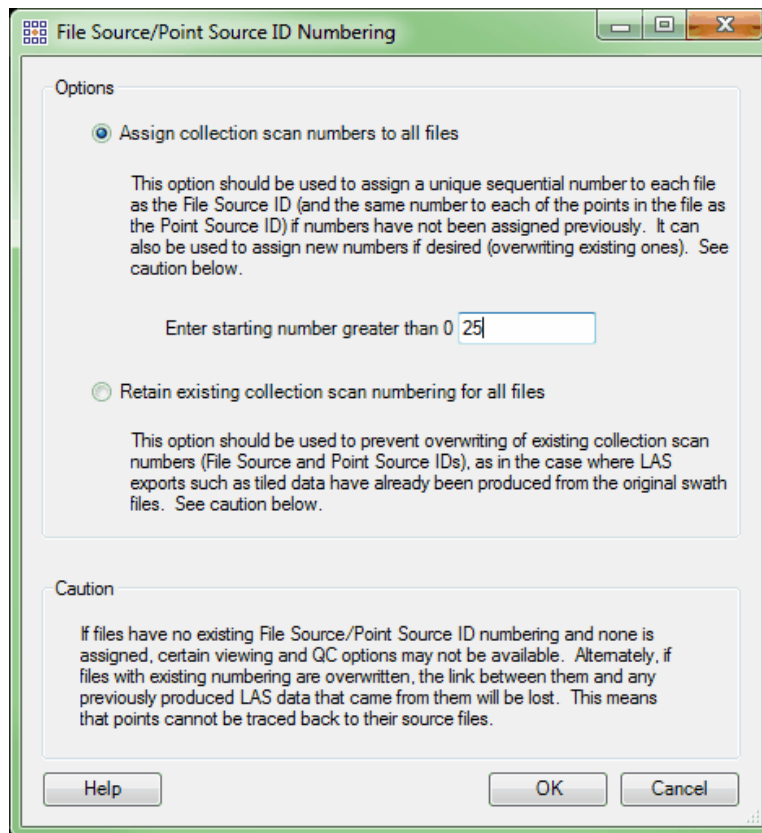 File Source/Point Source ID Numbering
Options
Assign collection scan numbers to all files
This option should be used to assign a unique sequential number to each file
as the File Source ID (and the same number to each of the points in the file as
the Point Source ID) if numbers have not been assigned previously. It can
also be used to assign new numbers if desired (overwriting existing ones). See
caution below.
Enter starting number greater than 0 25
Retain existing collection scan numbering for all files
This option should be used to prevent overwriting of existing collection scan
numbers (File Source and Point Source IDs), as in the case where LAS
exports such as tiled data have already been produced from the original swath
files. See caution below.
Caution
If files have no existing File Source/Point Source ID numbering and none is
assigned, certain viewing and QC options may not be available. Alternately, if
files with existing numbering are overwritten, the link between them and any
previously produced LAS data that came from them will be lost. This means
that points cannot be traced back to their source files.
Help OK Cancel